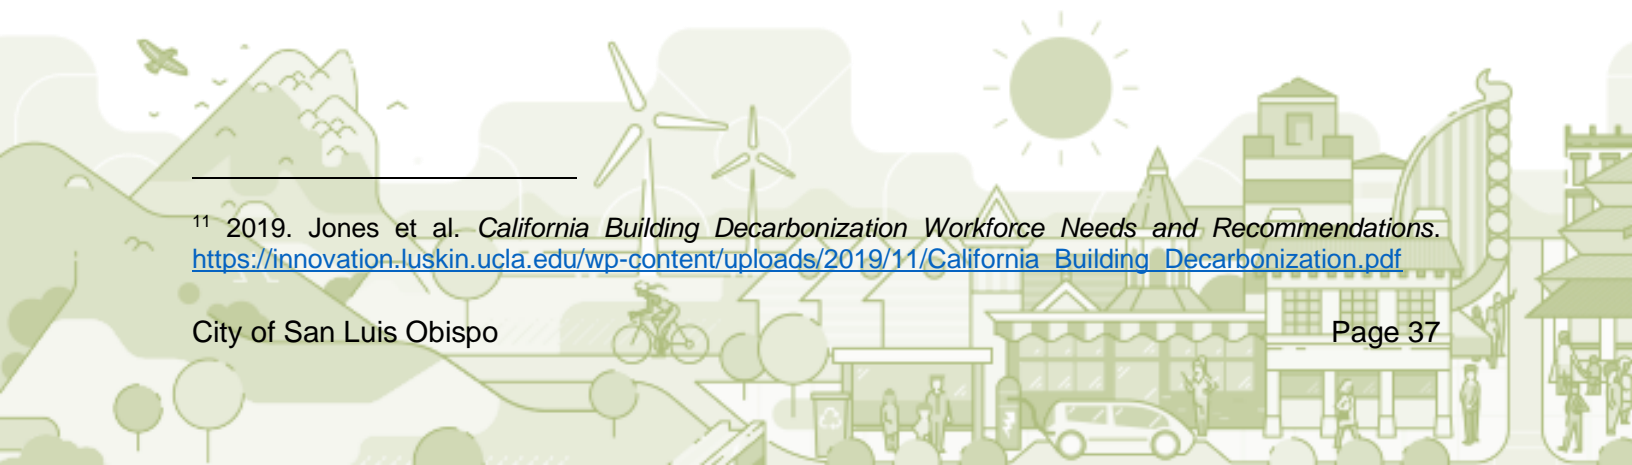 11 2019. Jones et al. California Building Decarbonization Workforce Needs and Recommendations.
https://innovation.luskin.ucla.edu/wp-content/uploads/2019/11/California_Building_Decarbonization.pdf
City of San Luis Obispo Page 37